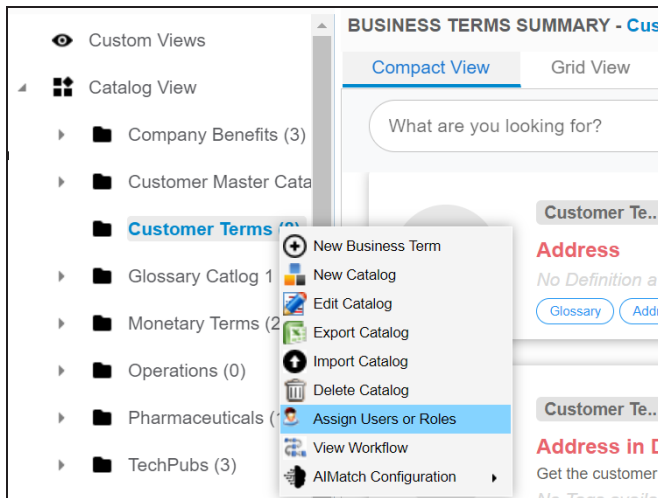 Custom Views
Catalog View
Company Benefits (3)
Customer Master Cata
Customer Terms
Glossary Catlog 1
Monetary Terms (2
Operations (0)
Pharmaceuticals (
TechPubs (3)
New Business Term
New Catalog
Edit Catalog
Export Catalog
Import Catalog
Delete Catalog
Assign Users or Roles
View Workflow
AIMatch Configuration
BUSINESS TERMS SUMMARY - Cus
Compact View Grid View
What are you looking for?
Customer Te...
Address
No Definition a
Glossary Add
Customer Te...
Address in D
Get the customer